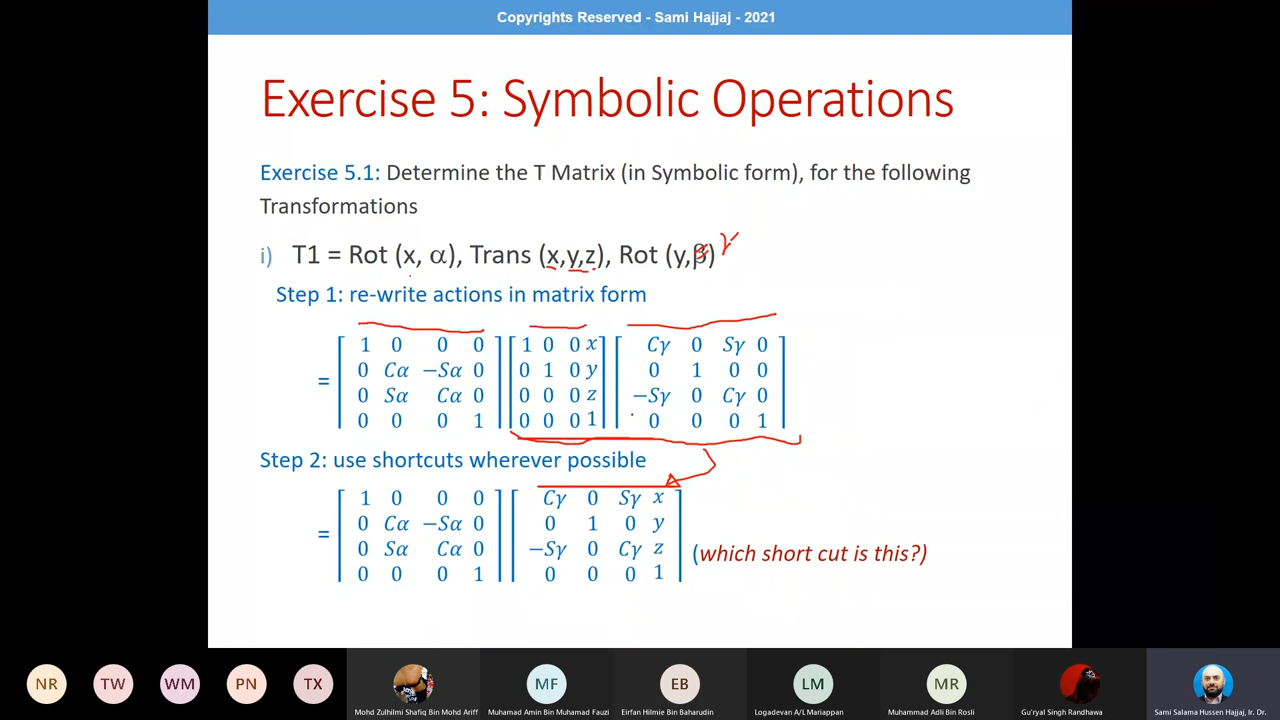 Copyrights Reserved - Sami Hajjaj - 2021
Exercise 5: Symbolic Operations
Exercise 5.1: Determine the T Matrix (in Symbolic form), for the following
Transformations
i) T1 = Rot (x, α), Trans (x,y,z), Rot (y,β) γ
Step 1: re-write actions in matrix form
1 0 0 0 1 0 0 x Cγ 0 Sγ 0
0 Cα −Sα 0 0 1 0 y 0 1 0 0
=
0 Sα Cα 0 0 0 0 z −Sγ 0 Cγ 0
0 0 0 1 0 0 0 1 0 0 0 1
Step 2: use shortcuts wherever possible
1 0 0 0 Cγ 0 Sγ x
0 Cα −Sα 0 0 1 0 y
=
0 Sα Cα 0 −Sγ 0 Cγ z (which short cut is this?)
0 0 0 1 0 0 0 1
NR TW WM PN TX MF EB LM MR
Mohd Zulhilmi Shafiq Bin Mohd Ariff Muhamad Amin Bin Muhamad Fauzi Eirfan Hilmie Bin Baharudin Logadevan A/L Mariappan Muhammad Adli Bin Rosli Gu'ryal Singh Randhawa Sami Salama Hussen Hajjaj, Ir. Dr.